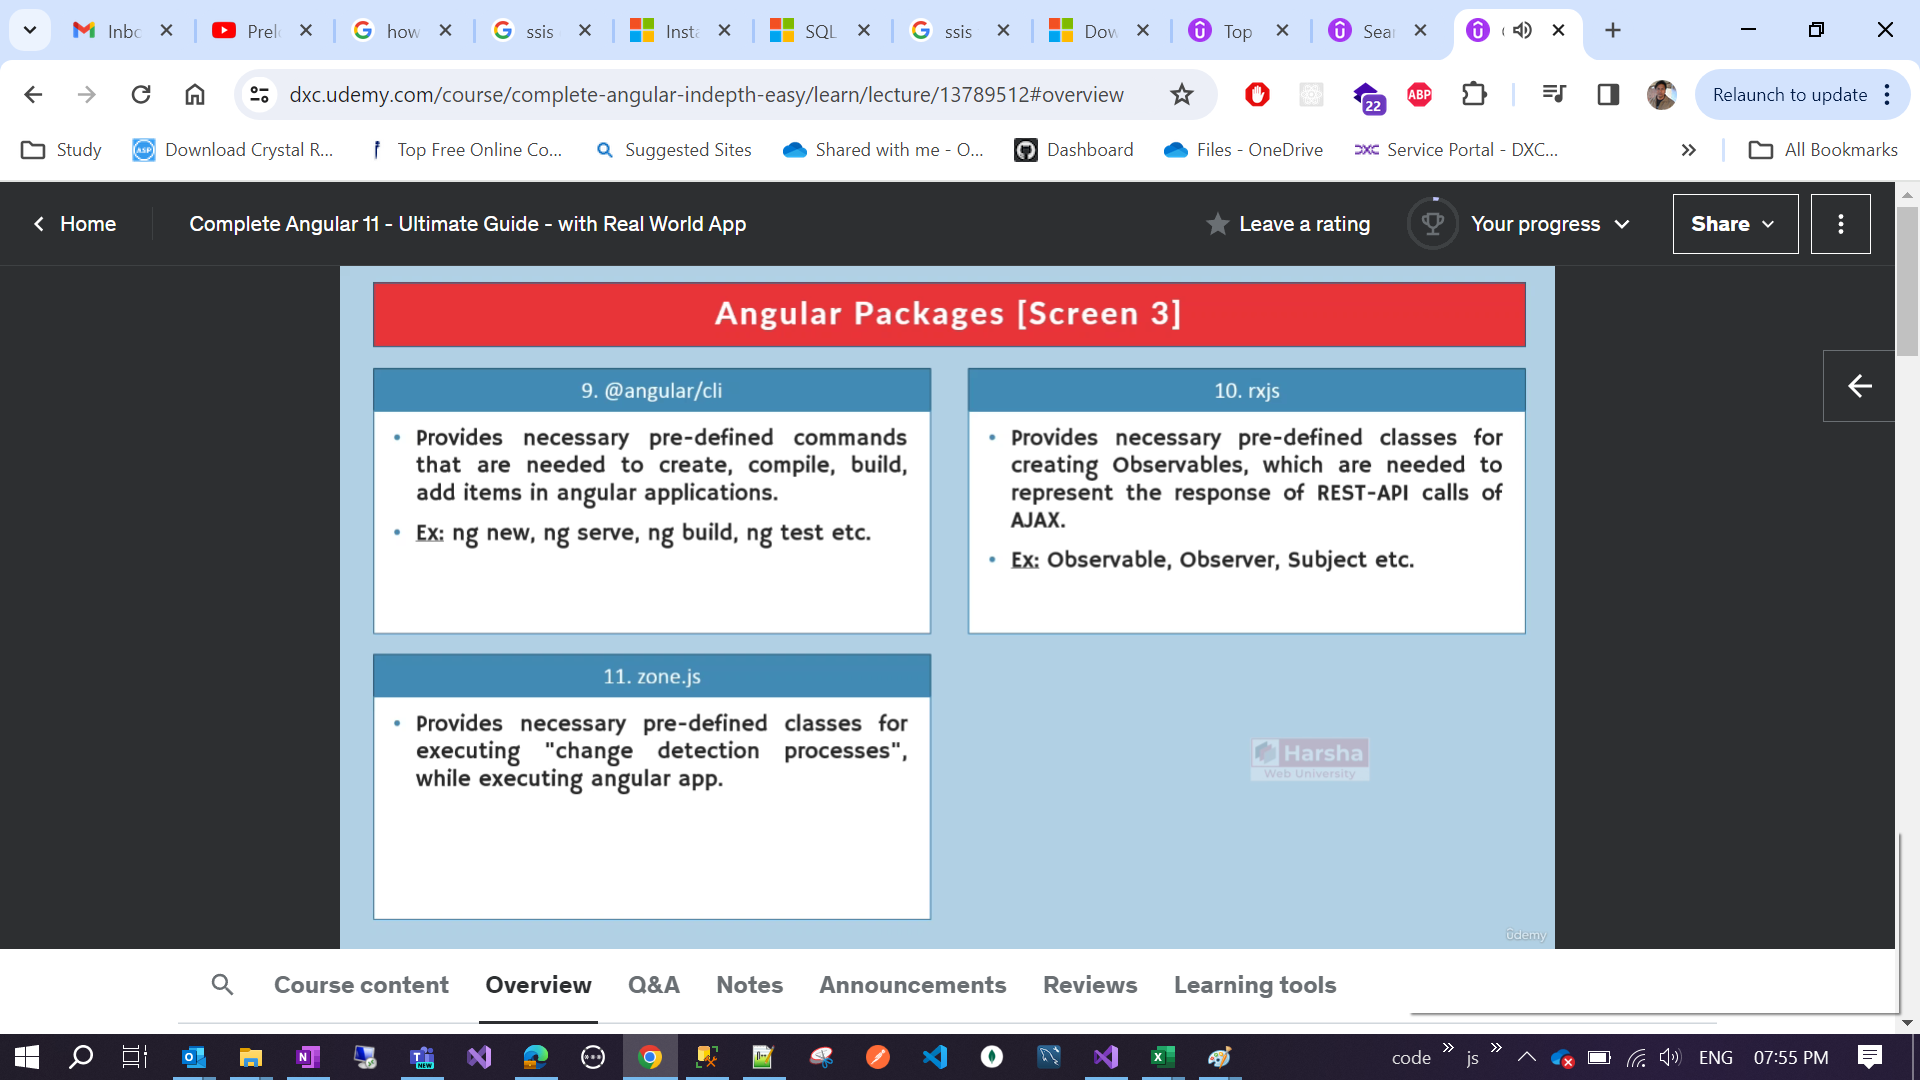 Inbo
Prele
how
ssis
Insta
SQL
ssis
Dow
Top
Sear
dxc.udemy.com/course/complete-angular-indepth-easy/learn/lecture/13789512#overview
22
ABP
Relaunch to update
Study
ASP
Download Crystal R...
Top Free Online Co...
Suggested Sites
Shared with me - O...
Dashboard
Files - OneDrive
DXC
Service Portal - DXC...
All Bookmarks
Home
Complete Angular 11 - Ultimate Guide - with Real World App
Leave a rating
Your progress
Share
Angular Packages [Screen 3]
9. @angular/cli
• Provides necessary pre-defined commands
that are needed to create, compile, build,
add items in angular applications.
• Ex: ng new, ng serve, ng build, ng test etc.
10. rxjs
• Provides necessary pre-defined classes for
creating Observables, which are needed to
represent the response of REST-API calls of
AJAX.
• Ex: Observable, Observer, Subject etc.
11. zone.js
• Provides necessary pre-defined classes for
executing "change detection processes",
while executing angular app.
Harsha
Web University
ûdemy
Course content
Overview
Q&A
Notes
Announcements
Reviews
Learning tools
NEW
code
js
ENG
07:55 PM